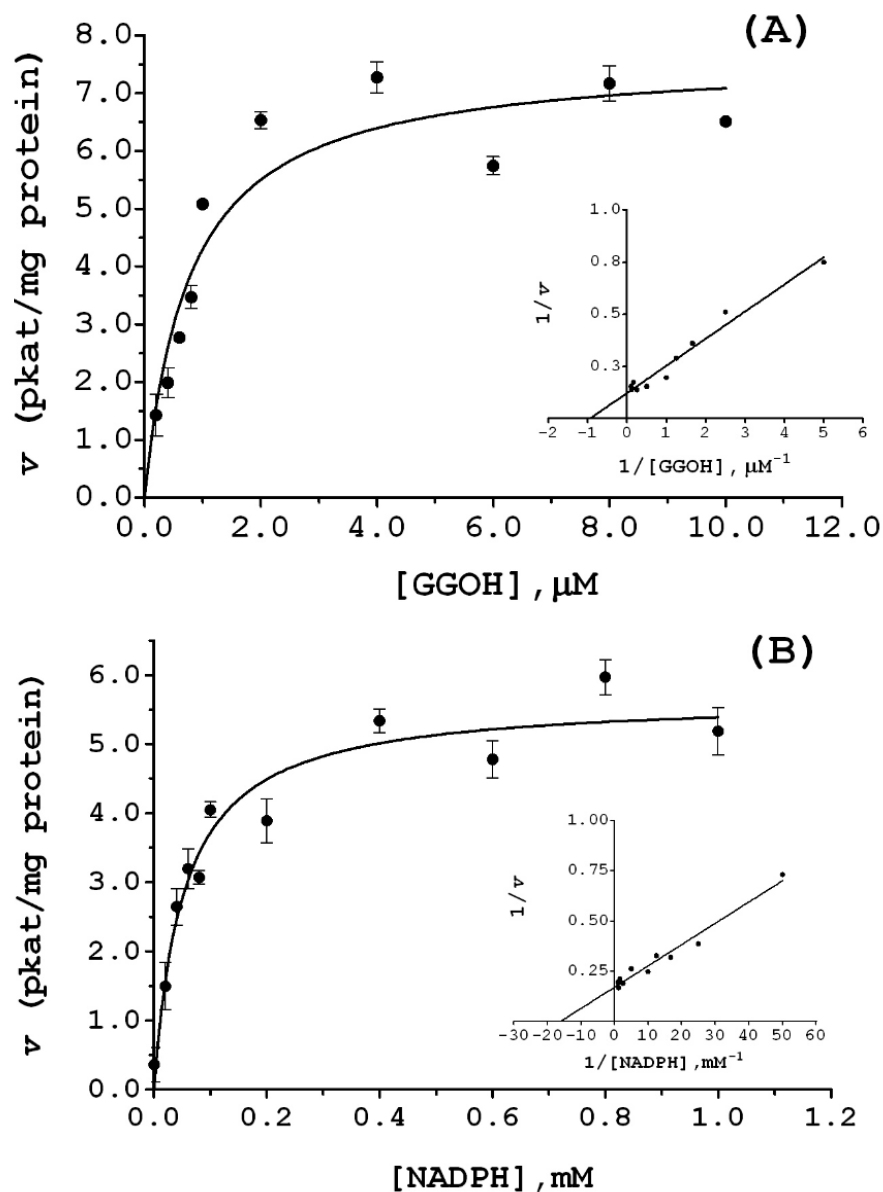 (A)
8.0
7.0
6.0
5.0
4.0
3.0
2.0
1.0
0.0
v (pkat/mg protein)
0.0 2.0 4.0 6.0 8.0 10.0 12.0
[GGOH],μM
1.0
0.8
0.5
0.3
1/v
-2 -1 0 1 2 3 4 5 6
1/[GGOH], μM⁻¹
(B)
6.0
5.0
4.0
3.0
2.0
1.0
0.0
v (pkat/mg protein)
0.0 0.2 0.4 0.6 0.8 1.0 1.2
[NADPH],mM
1.00
0.75
0.50
0.25
1/v
-30 -20 -10 0 10 20 30 40 50 60
1/[NADPH],mM⁻¹